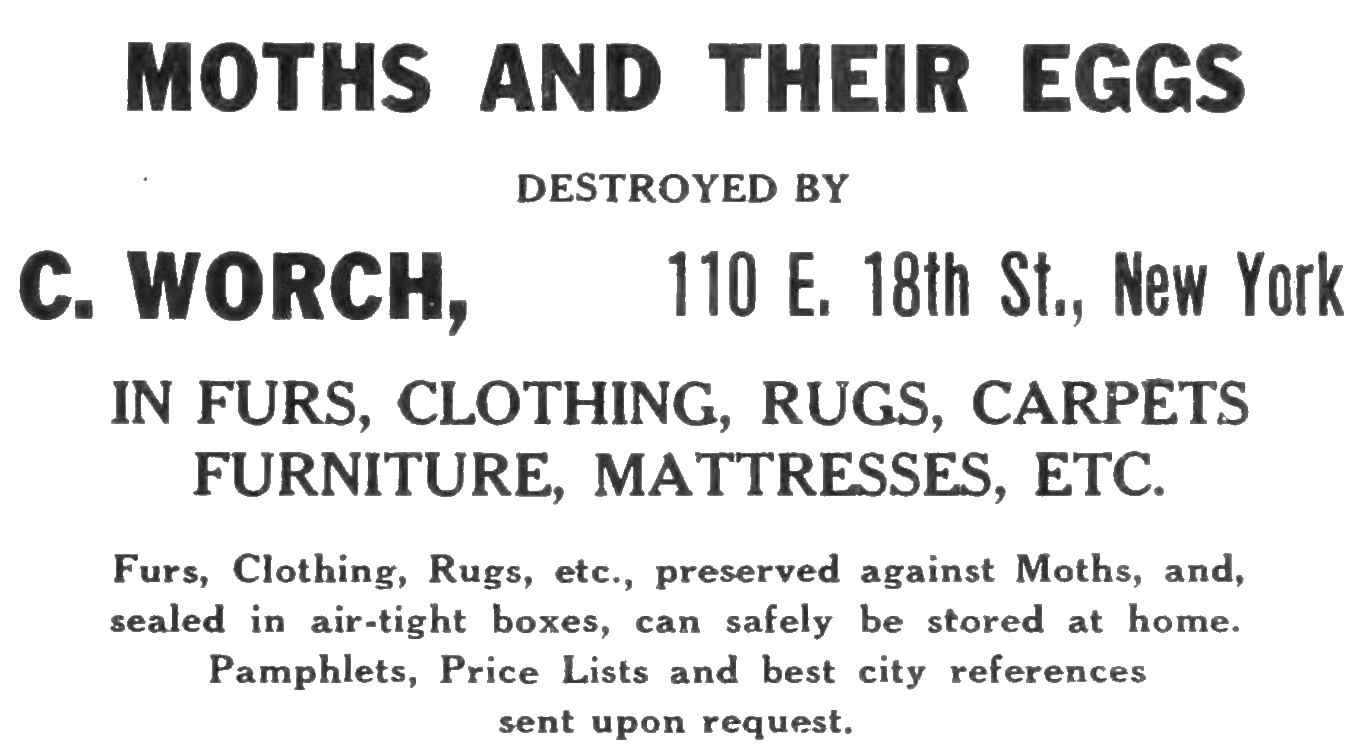 MOTHS AND THEIR EGGS
DESTROYED BY
C. WORCH, 110 E. 18th St., New York
IN FURS, CLOTHING, RUGS, CARPETS
FURNITURE, MATTRESSES, ETC.
Furs, Clothing, Rugs, etc., preserved against Moths, and,
sealed in air-tight boxes, can safely be stored at home.
Pamphlets, Price Lists and best city references
sent upon request.